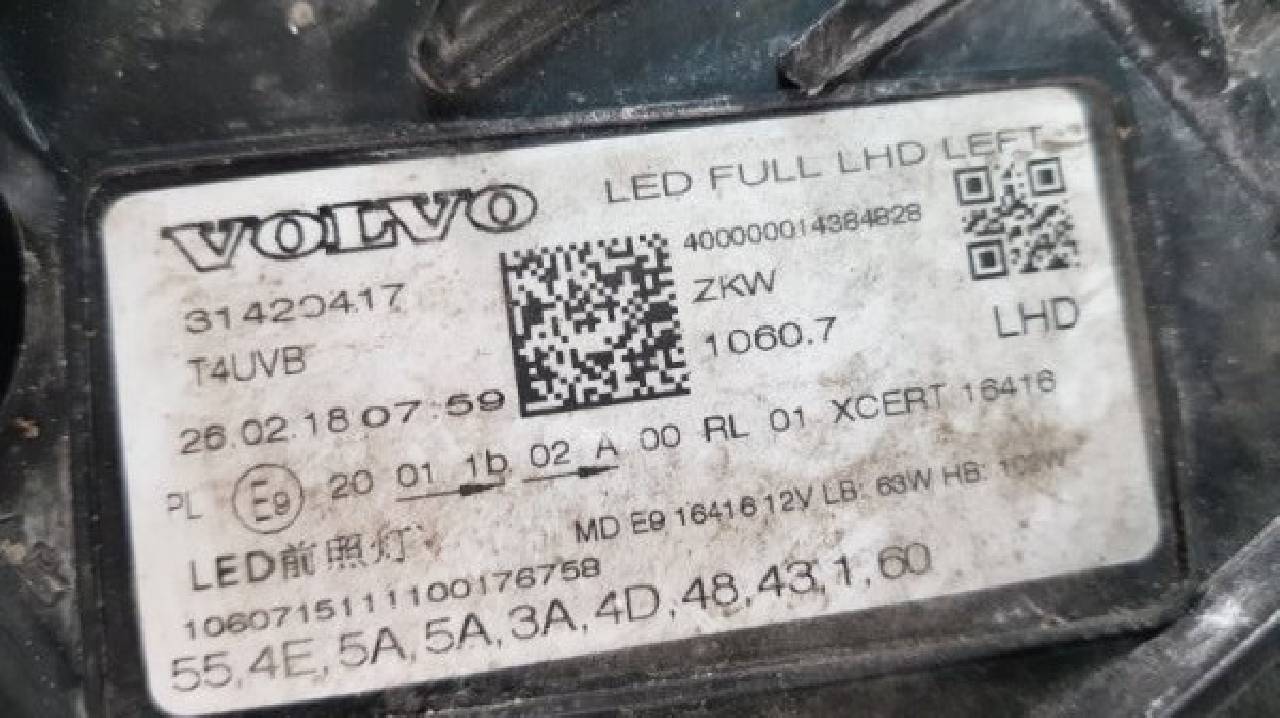 VOLVO
LED FULL LHD LEFT
400000014384828
31420417
ZKW
T4UVB
1060.7
LHD
26.02.18 07:59
PL E9 20 01 1b 02 A 00 RL 01 XCERT 16416
MD E9 16416 12V LB: 63W HB:
LED前照灯
10607151111100176758
55,4E,5A,5A,3A,4D,48,43,1,60